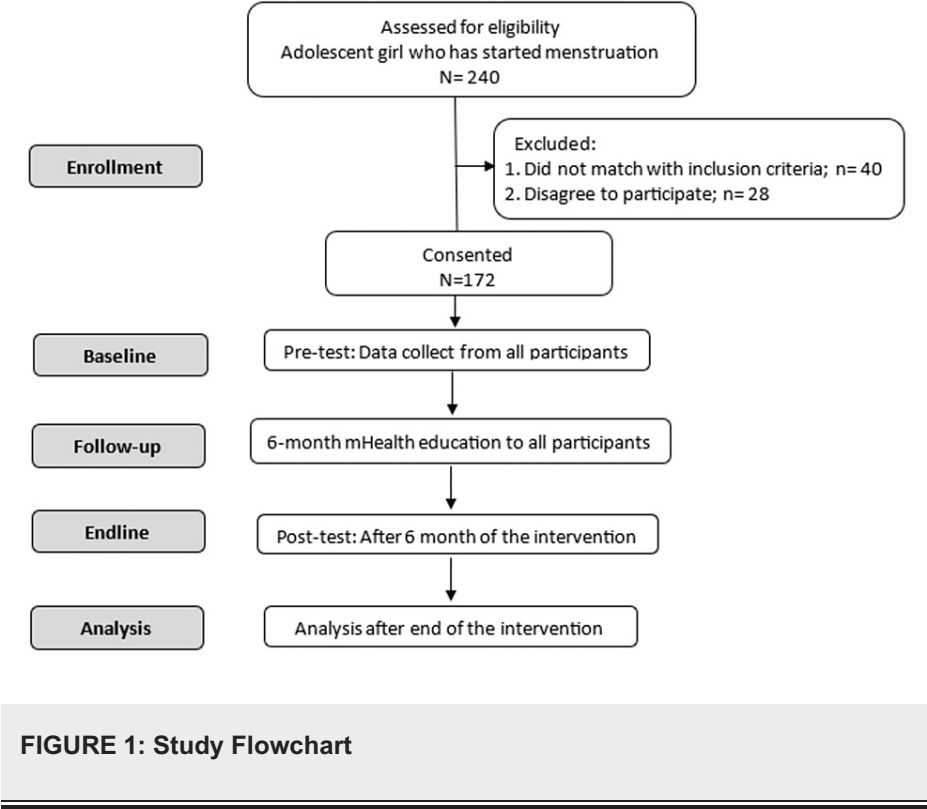 Assessed for eligibility
Adolescent girl who has started menstruation
N= 240
Enrollment
Excluded:
1. Did not match with inclusion criteria; n= 40
2. Disagree to participate; n= 28
Consented
N=172
Baseline
Pre-test: Data collect from all participants
Follow-up
6-month mHealth education to all participants
Endline
Post-test: After 6 month of the intervention
Analysis
Analysis after end of the intervention
FIGURE 1: Study Flowchart